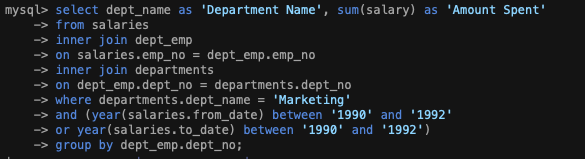 mysql> select dept_name as 'Department Name', sum(salary) as 'Amount Spent'
-> from salaries
-> inner join dept_emp
-> on salaries.emp_no = dept_emp.emp_no
-> inner join departments
-> on dept_emp.dept_no = departments.dept_no
-> where departments.dept_name = 'Marketing'
-> and (year(salaries.from_date) between '1990' and '1992'
-> or year(salaries.to_date) between '1990' and '1992')
-> group by dept_emp.dept_no;